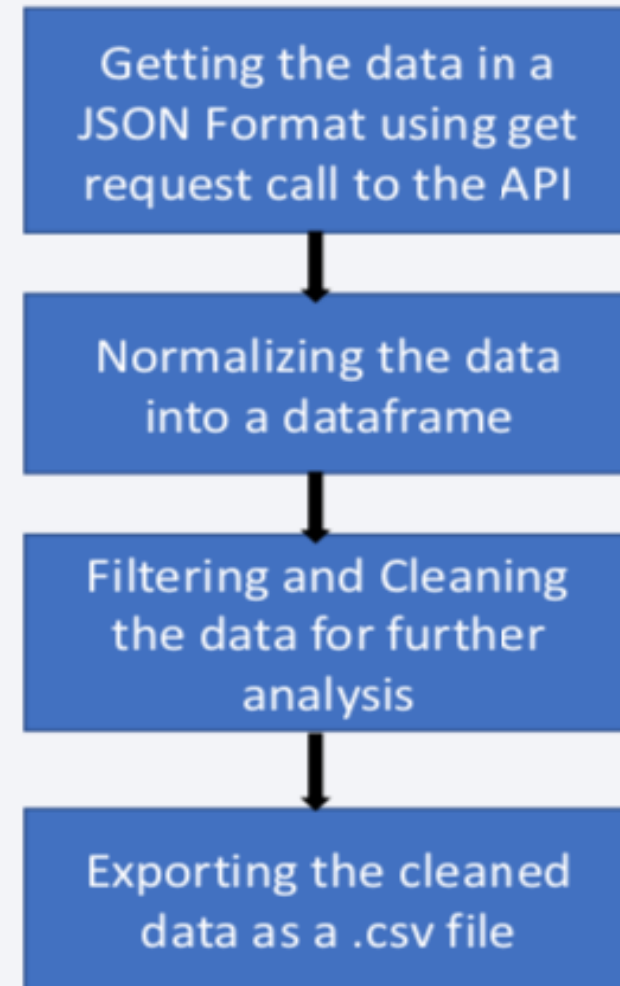 Getting the data in a
JSON Format using get
request call to the API
Normalizing the data
into a dataframe
Filtering and Cleaning
the data for further
analysis
Exporting the cleaned
data as a .csv file